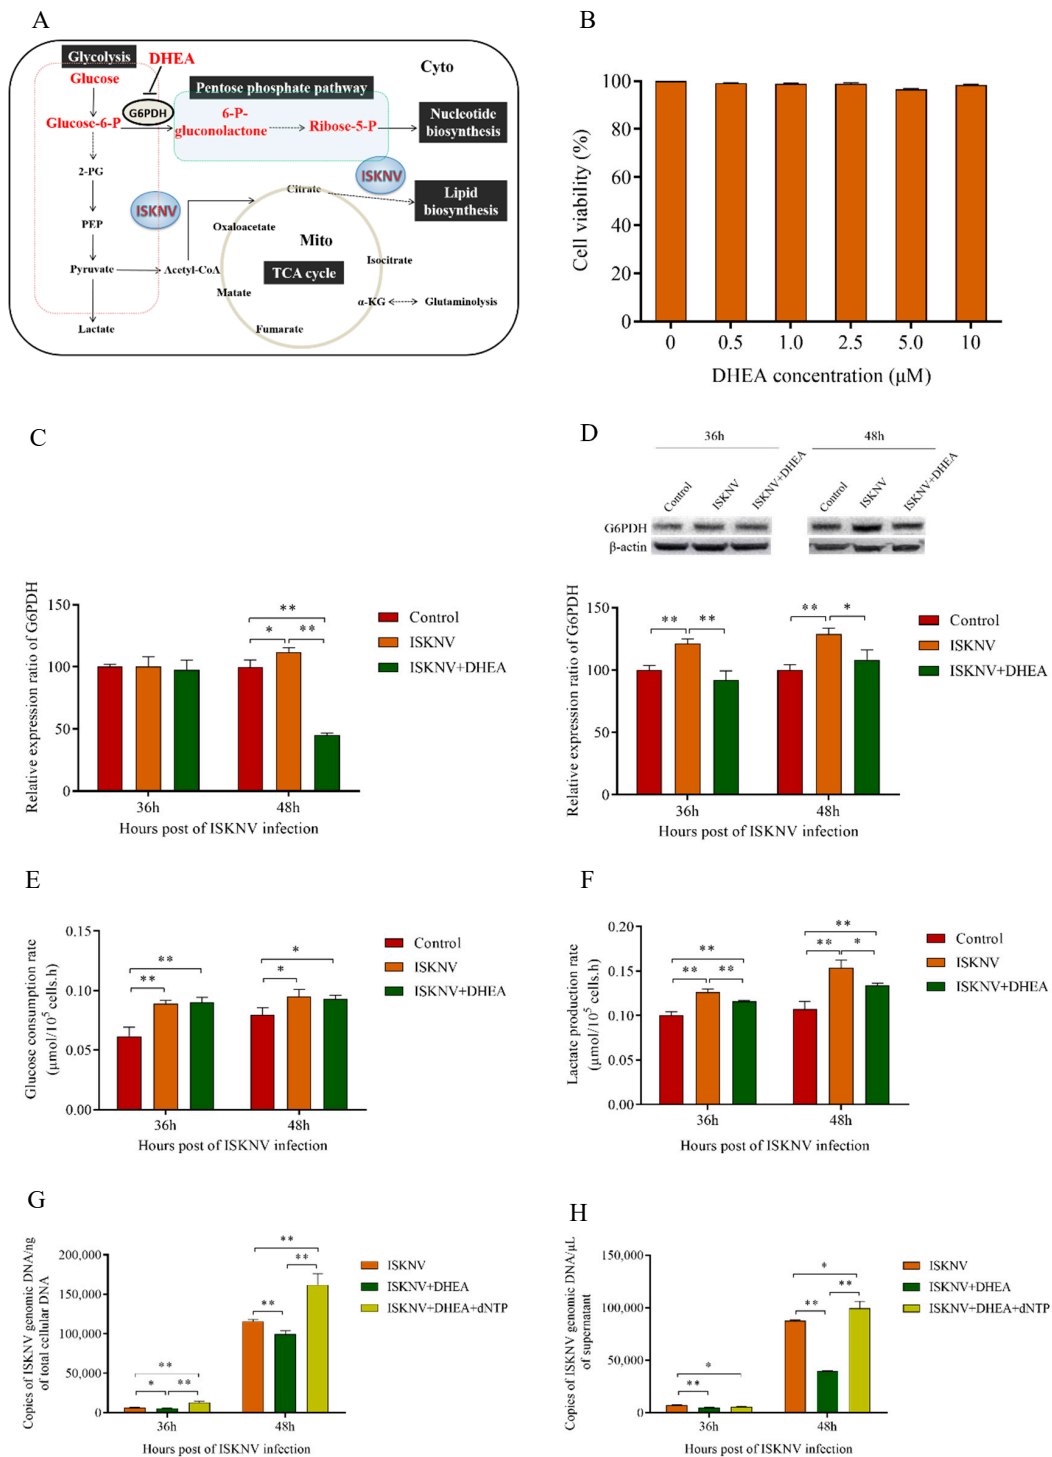 A
Glycolysis
DHEA
Cyto
Glucose
G6PDH
Pentose phosphate pathway
Glucose-6-P
6-P-
gluconolactone
Ribose-5-P
Nucleotide
biosynthesis
2-PG
ISKNV
ISKNV
Citrate
Lipid
biosynthesis
PEP
Oxaloacetate
Mito
Isocitrate
Pyruvate
Acetyl-CoA
TCA cycle
Matate
α-KG
Glutaminolysis
Lactate
Fumarate
B
Cell viability (%)
100
80
60
40
20
0
0 0.5 1.0 2.5 5.0 10
DHEA concentration (μM)
C
Relative expression ratio of G6PDH
150
100
50
0
** 
* **
36h 48h
Hours post of ISKNV infection
Control
ISKNV
ISKNV+DHEA
D
36h 48h
Control ISKNV ISKNV+DHEA Control ISKNV ISKNV+DHEA
G6PDH
β-actin
Relative expression ratio of G6PDH
150
100
50
0
** ** ** *
36h 48h
Hours post of ISKNV infection
Control
ISKNV
ISKNV+DHEA
E
Glucose consumption rate
(μmol/10⁵ cells.h)
0.15
0.10
0.05
0.00
** *
** *
36h 48h
Hours post of ISKNV infection
Control
ISKNV
ISKNV+DHEA
F
Lactate production rate
(μmol/10⁵ cells.h)
0.20
0.15
0.10
0.05
0.00
** **
** ** ** *
36h 48h
Hours post of ISKNV infection
Control
ISKNV
ISKNV+DHEA
G
Copies of ISKNV genomic DNA/ng
of total cellular DNA
200,000
150,000
100,000
50,000
0
** **
* ** ** **
36h 48h
Hours post of ISKNV infection
ISKNV
ISKNV+DHEA
ISKNV+DHEA+dNTP
H
Copies of ISKNV genomic DNA/μL
of supernant
150,000
100,000
50,000
0
* *
** ** **
36h 48h
Hours post of ISKNV infection
ISKNV
ISKNV+DHEA
ISKNV+DHEA+dNTP